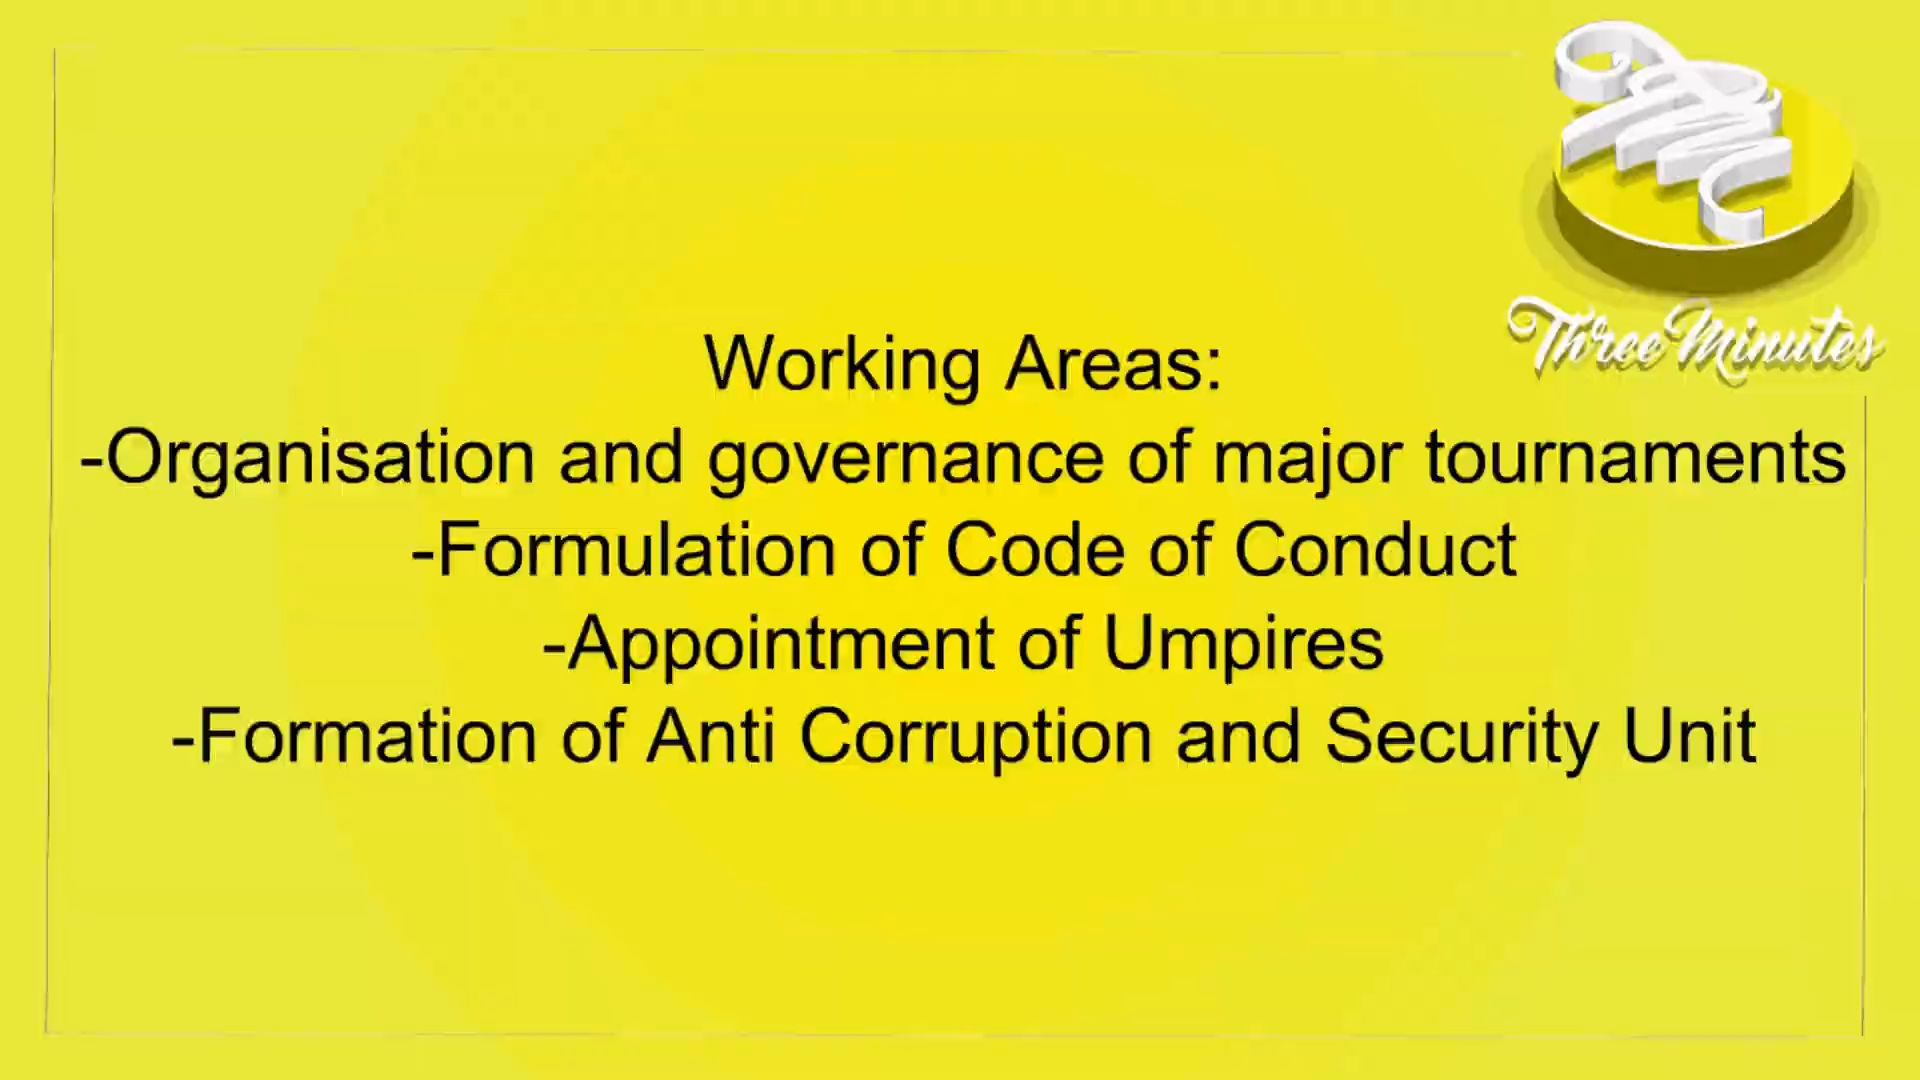 Three Minutes
Working Areas:
-Organisation and governance of major tournaments
-Formulation of Code of Conduct
-Appointment of Umpires
-Formation of Anti Corruption and Security Unit